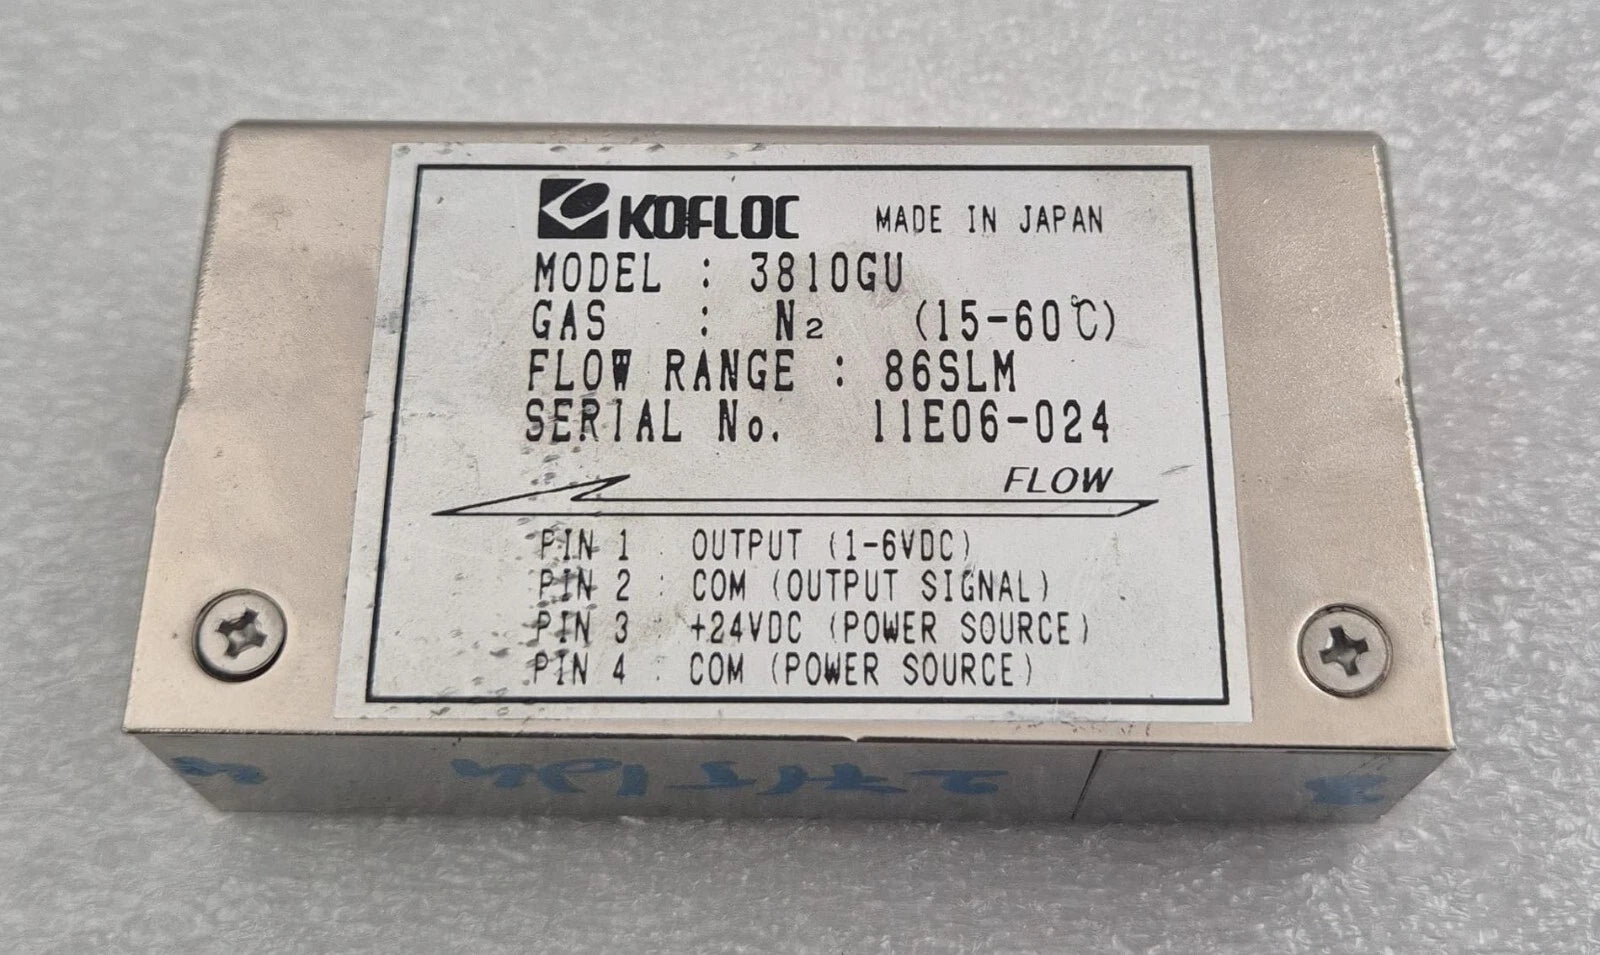 KOFLOC MADE IN JAPAN
MODEL : 3810GU
GAS : N₂ (15-60℃)
FLOW RANGE : 86SLM
SERIAL No. 11E06-024
FLOW
PIN 1 : OUTPUT (1-6VDC)
PIN 2 : COM (OUTPUT SIGNAL)
PIN 3 : +24VDC (POWER SOURCE)
PIN 4 : COM (POWER SOURCE)